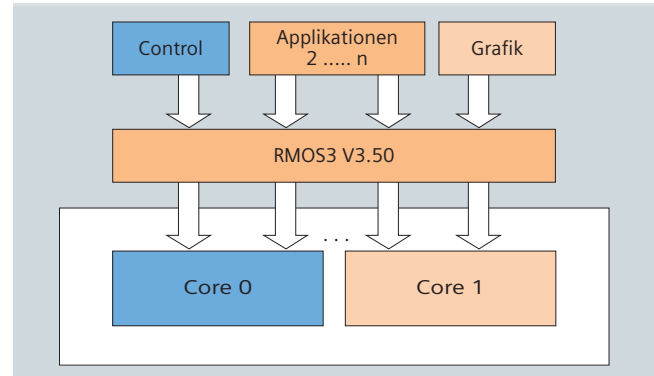 Control
Applikationen
2 ..... n
Grafik
RMOS3 V3.50
...
Core 0
Core 1